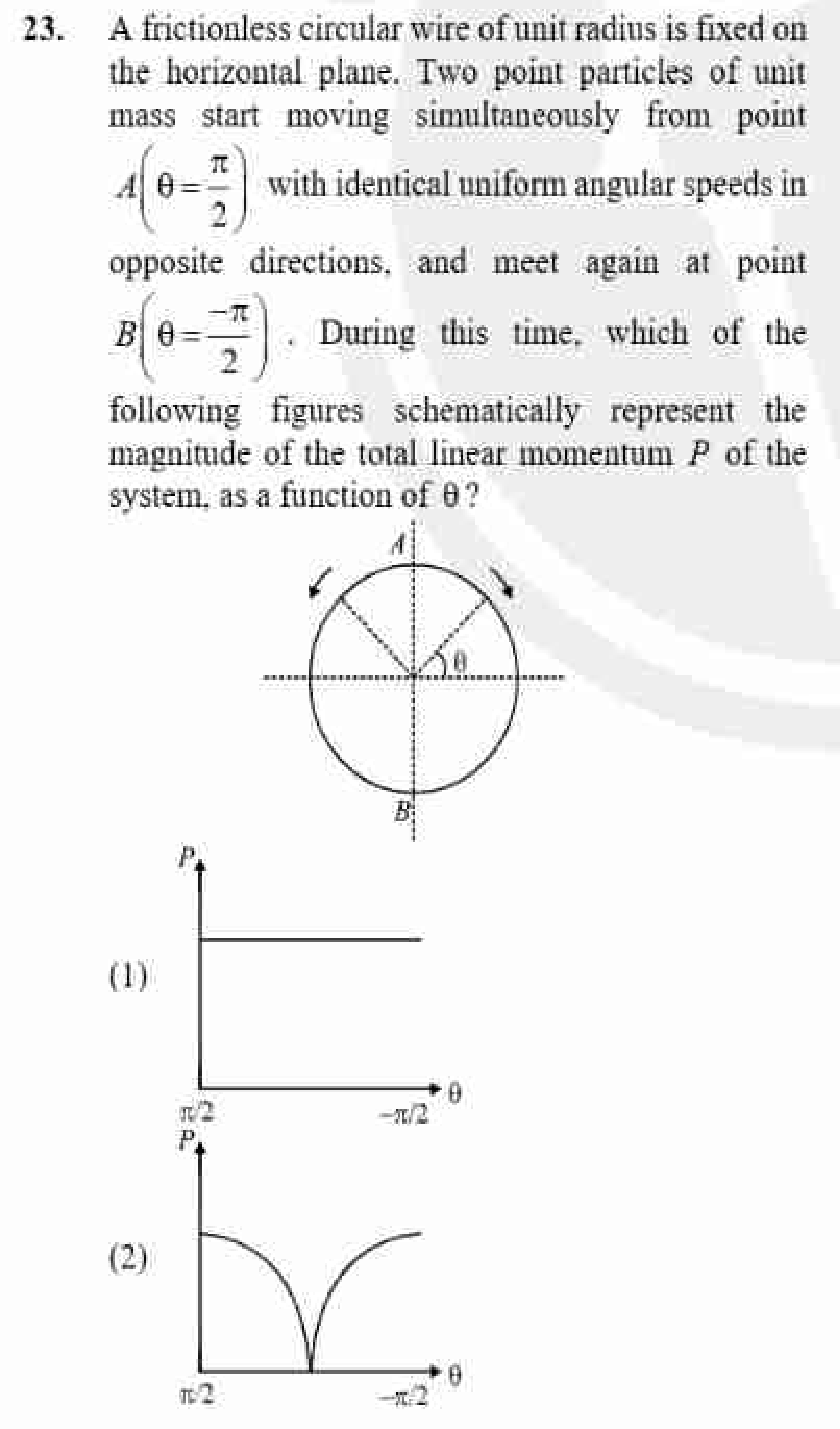 23. A frictionless circular wire of unit radius is fixed on
the horizontal plane. Two point particles of unit
mass start moving simultaneously from point
A(θ = π/2) with identical uniform angular speeds in
opposite directions, and meet again at point
B(θ = -π/2). During this time, which of the
following figures schematically represent the
magnitude of the total linear momentum P of the
system, as a function of θ?
A
θ
B
P
(1)
θ
π/2 -π/2
P
(2)
θ
π/2 -π/2